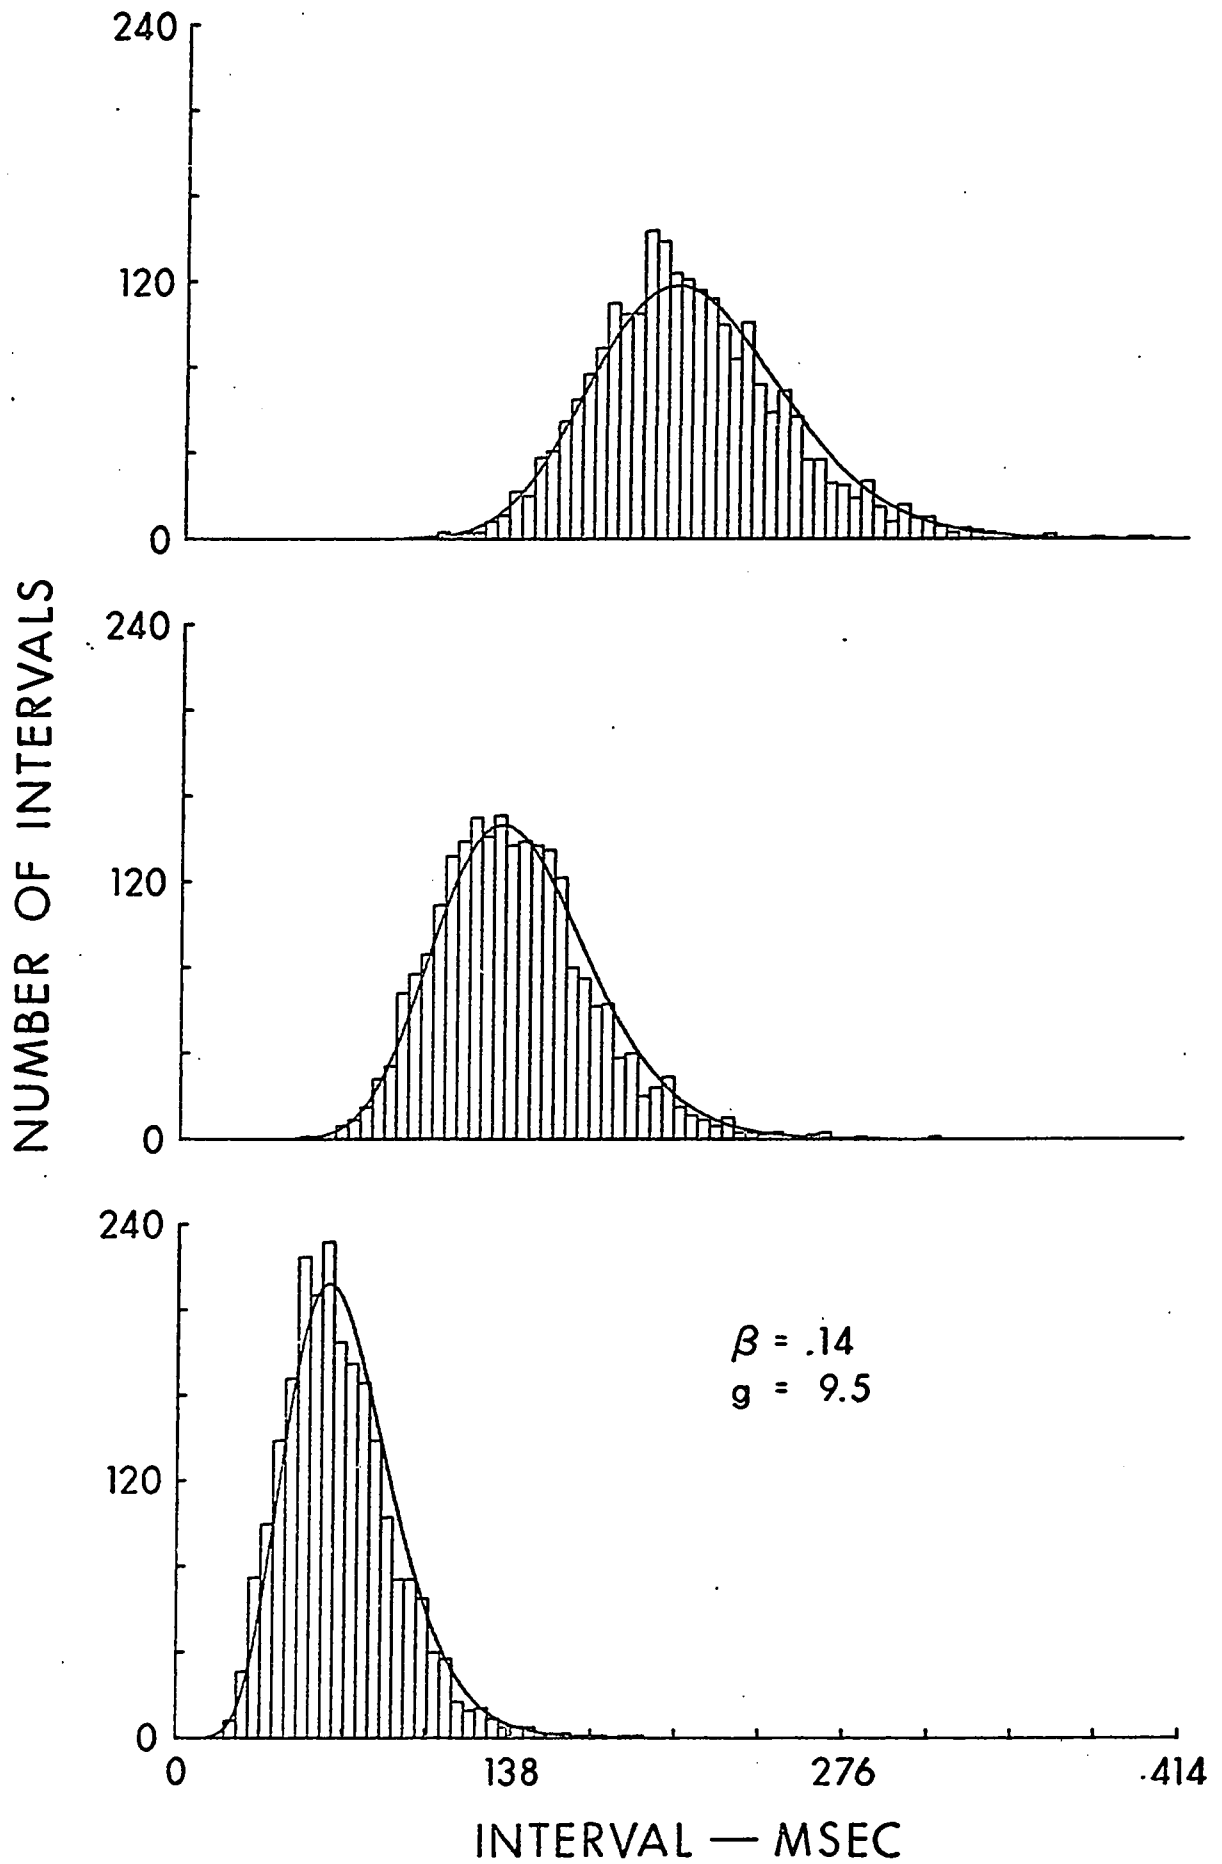 240
120
0
NUMBER OF INTERVALS
240
120
0
240
β = .14
g = 9.5
120
0
0 138 276 414
INTERVAL — MSEC